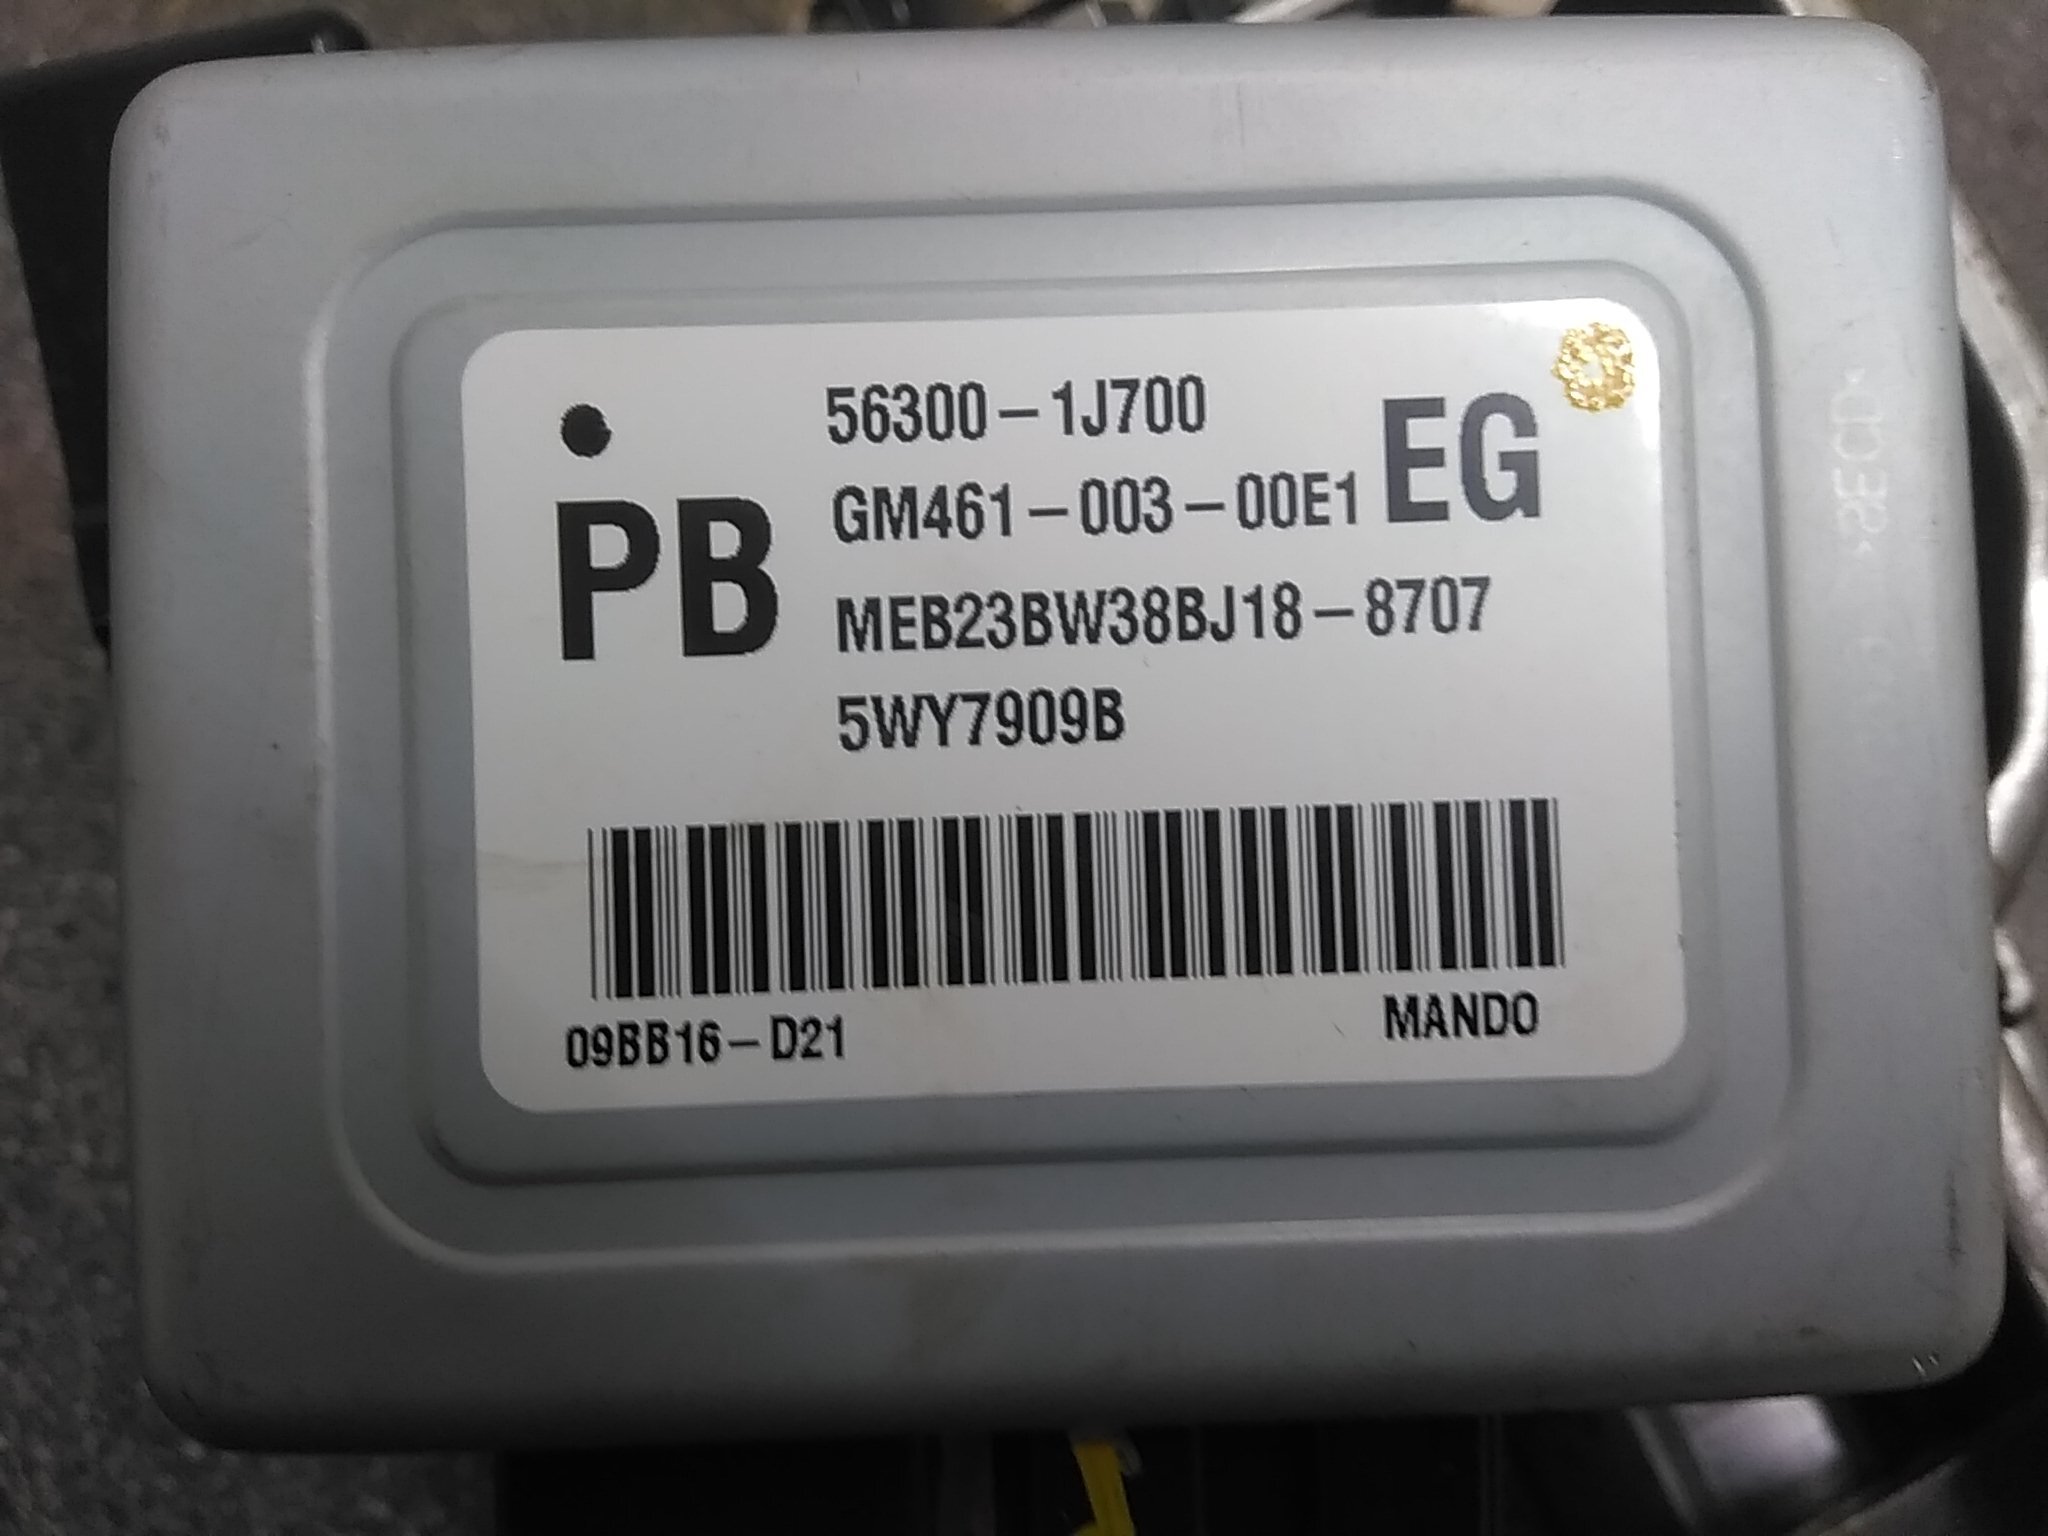 56300-1J700
EG
PB
GM461-003-00E1
MEB23BW38BJ18-8707
5WY7909B
09BB16-D21
MANDO